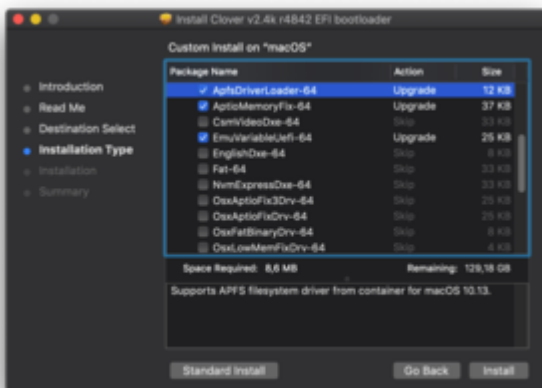 Install Clover v2.4k r4842 EFI bootloader
Custom Install on "macOS"
Introduction
Read Me
Destination Select
Installation Type
Installation
Summary
Package Name Action Size
ApfsDriverLoader-64 Upgrade 12 KB
AptioMemoryFix-64 Upgrade 37 KB
CsmVideoDxe-64 Skip 33 KB
EmuVariableUefi-64 Upgrade 25 KB
EnglishDxe-64 Skip 8 KB
Fat-64 Skip 33 KB
NvmExpressDxe-64 Skip 33 KB
OsxAptioFix3Drv-64 Skip 25 KB
OsxAptioFixDrv-64 Skip 25 KB
OsxFatBinaryDrv-64 Skip 8 KB
OsxLowMemFixDrv-64 Skip 4 KB
Space Required: 8,6 MB Remaining: 129,18 GB
Supports APFS filesystem driver from container for macOS 10.13.
Standard Install Go Back Install